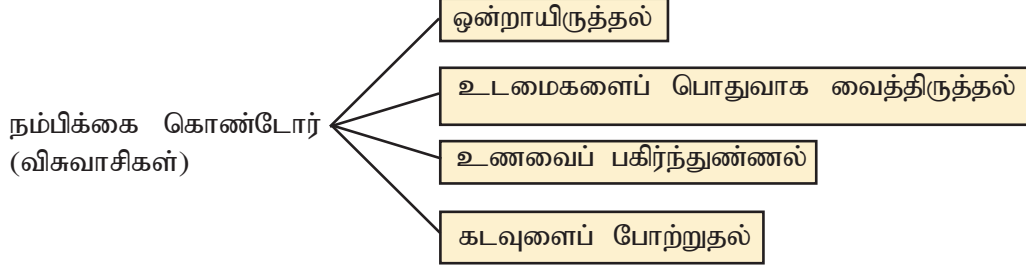 ஒன்றாயிருத்தல்
உடமைகளைப் பொதுவாக வைத்திருத்தல்
நம்பிக்கை கொண்டோர்
(விசுவாசிகள்)
உணவைப் பகிர்ந்துண்ணல்
கடவுளைப் போற்றுதல்